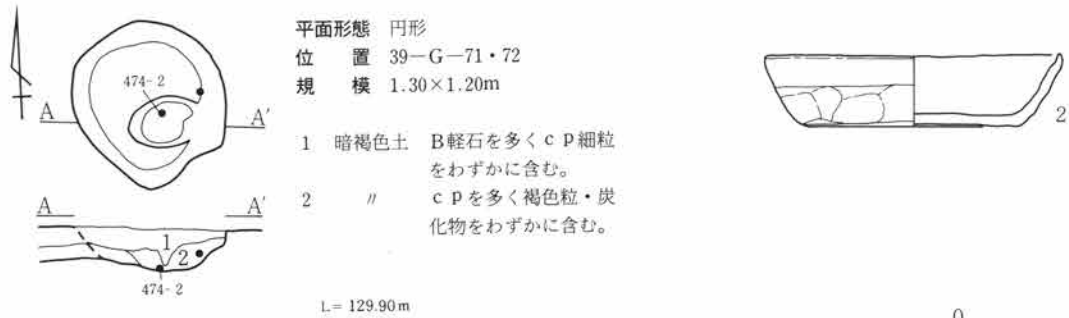 474-2
A A′
A A′
1
2
474-2
平面形態 円形
位 置 39—G—71・72
規 模 1.30×1.20m
1 暗褐色土 B軽石を多くｃｐ細粒
をわずかに含む。
2 〃 ｃｐを多く褐色粒・炭
化物をわずかに含む。
L= 129.90m
2
0